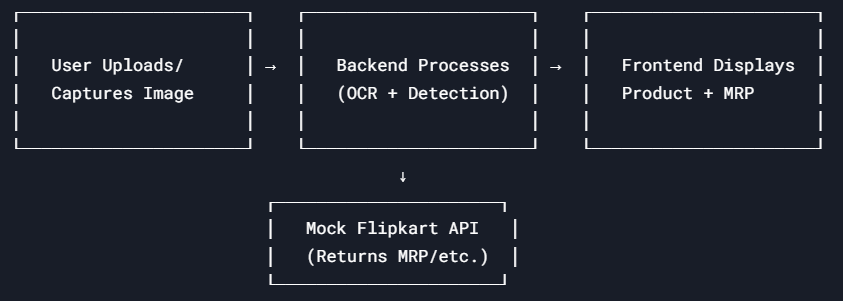 User Uploads/
Captures Image
→
Backend Processes
(OCR + Detection)
→
Frontend Displays
Product + MRP
↓
Mock Flipkart API
(Returns MRP/etc.)